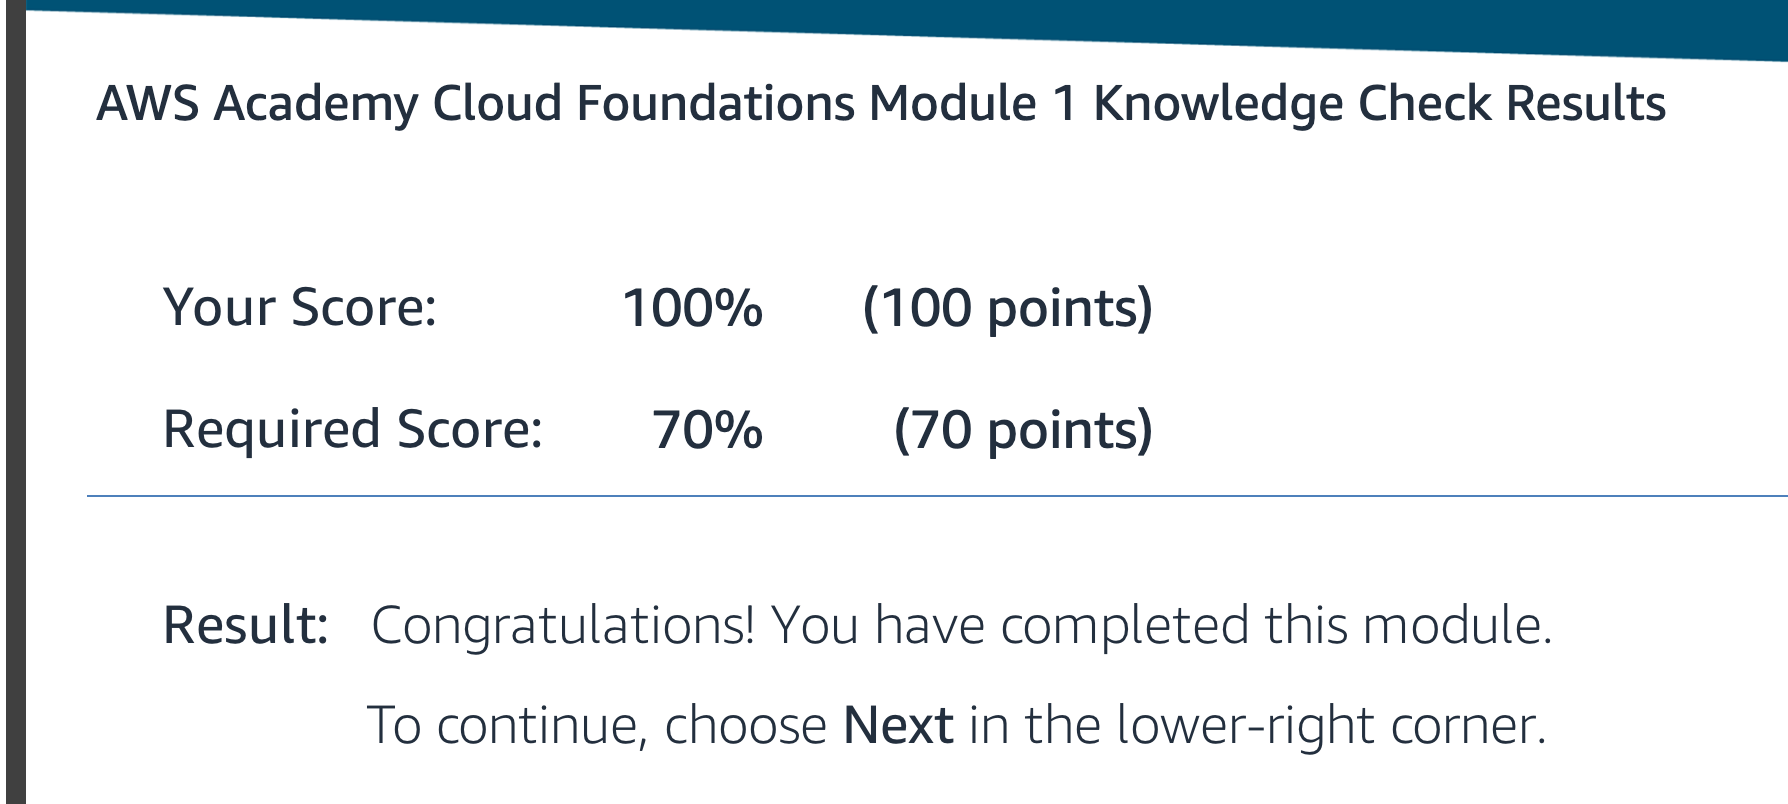 AWS Academy Cloud Foundations Module 1 Knowledge Check Results
Your Score: 100% (100 points)
Required Score: 70% (70 points)
Result: Congratulations! You have completed this module.
To continue, choose Next in the lower-right corner.